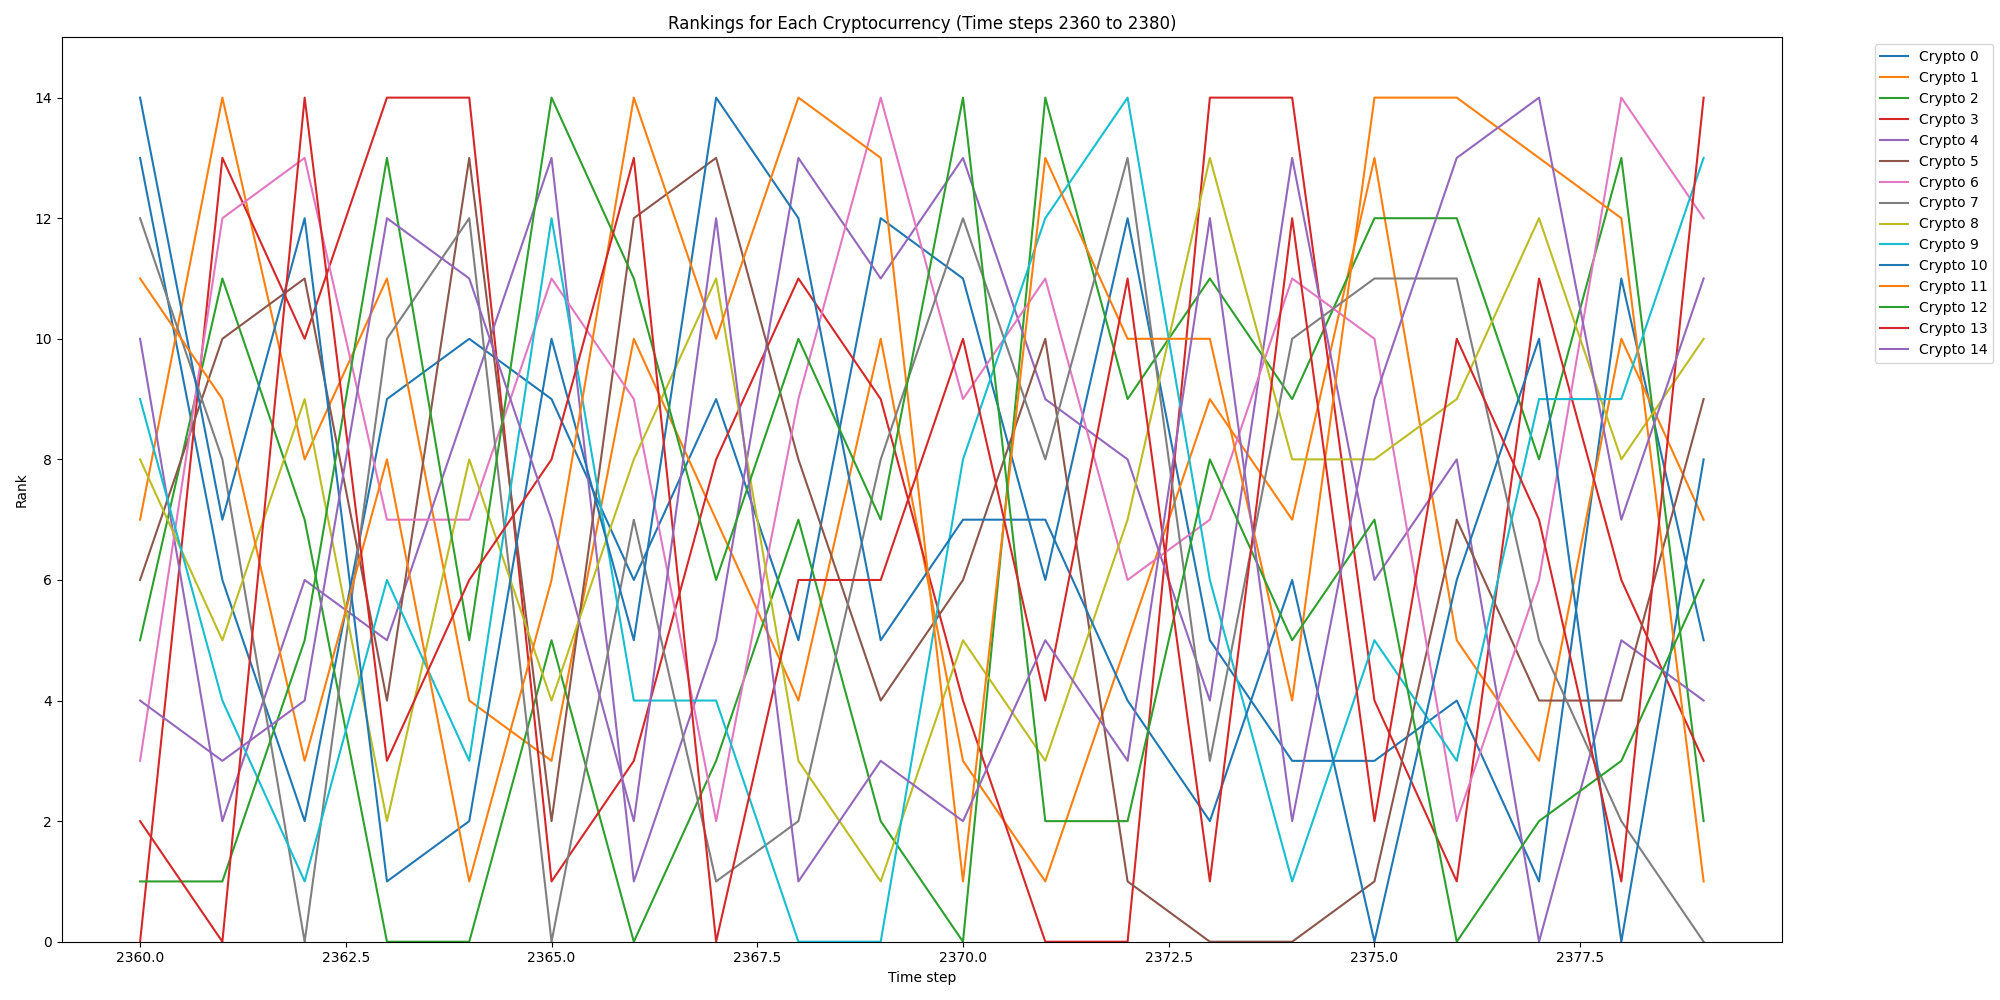 Rankings for Each Cryptocurrency (Time steps 2360 to 2380)
Rank
14
12
10
8
6
4
2
0
2360.0 2362.5 2365.0 2367.5 2370.0 2372.5 2375.0 2377.5
Time step
Crypto 0
Crypto 1
Crypto 2
Crypto 3
Crypto 4
Crypto 5
Crypto 6
Crypto 7
Crypto 8
Crypto 9
Crypto 10
Crypto 11
Crypto 12
Crypto 13
Crypto 14